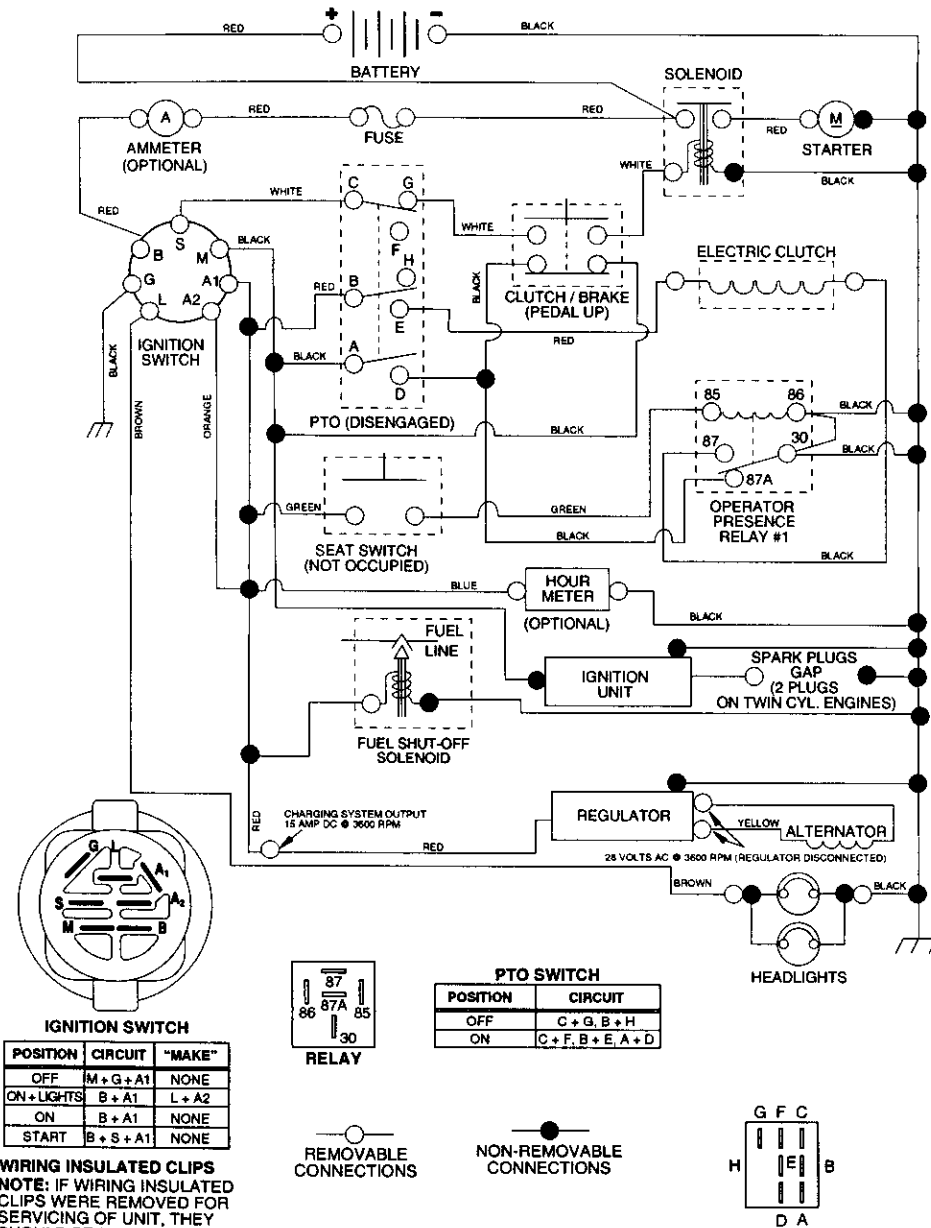 +
-
RED
BLACK
BATTERY
SOLENOID
A
RED
RED
AMMETER
(OPTIONAL)
FUSE
RED
M
STARTER
WHITE
BLACK
RED
WHITE
C
G
F
S
B
M
G
A1
L
A2
BLACK
IGNITION
SWITCH
WHITE
CLUTCH / BRAKE
(PEDAL UP)
BLACK
ELECTRIC CLUTCH
H
RED
B
E
RED
BLACK
A
D
PTO (DISENGAGED)
BLACK
BROWN
ORANGE
BLACK
85
86
BLACK
87
30
BLACK
87A
OPERATOR
PRESENCE
RELAY #1
GREEN
GREEN
SEAT SWITCH
(NOT OCCUPIED)
BLACK
BLACK
BLUE
HOUR
METER
(OPTIONAL)
BLACK
FUEL
LINE
IGNITION
UNIT
SPARK PLUGS
GAP
(2 PLUGS
ON TWIN CYL. ENGINES)
FUEL SHUT-OFF
SOLENOID
RED
CHARGING SYSTEM OUTPUT
15 AMP DC @ 3600 RPM
RED
REGULATOR
YELLOW
ALTERNATOR
28 VOLTS AC @ 3600 RPM (REGULATOR DISCONNECTED)
BROWN
BLACK
HEADLIGHTS
G
L
A1
A2
S
M
B
IGNITION SWITCH
POSITION CIRCUIT "MAKE"
OFF M + G + A1 NONE
ON + LIGHTS B + A1 L + A2
ON B + A1 NONE
START B + S + A1 NONE
87
87A
86
85
30
RELAY
PTO SWITCH
POSITION CIRCUIT
OFF C + G, B + H
ON C + F, B + E, A + D
REMOVABLE
CONNECTIONS
NON-REMOVABLE
CONNECTIONS
G F C
H E B
D A
WIRING INSULATED CLIPS
NOTE: IF WIRING INSULATED
CLIPS WERE REMOVED FOR
SERVICING OF UNIT, THEY